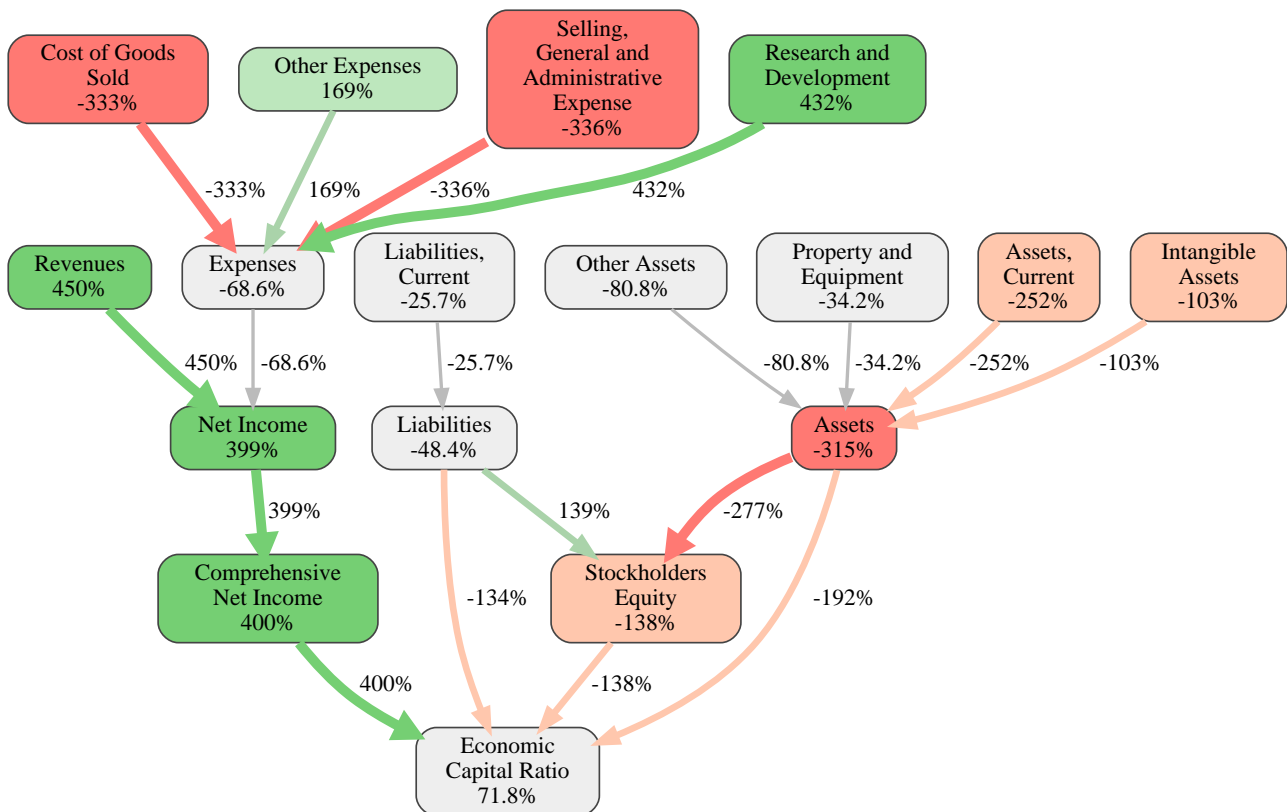 Cost of Goods
Sold
-333%
Other Expenses
169%
Selling,
General and
Administrative
Expense
-336%
Research and
Development
432%
-333%
169%
-336%
432%
Revenues
450%
Expenses
-68.6%
Liabilities,
Current
-25.7%
Other Assets
-80.8%
Property and
Equipment
-34.2%
Assets,
Current
-252%
Intangible
Assets
-103%
450%
-68.6%
-25.7%
-80.8%
-34.2%
-252%
-103%
Net Income
399%
Liabilities
-48.4%
Assets
-315%
399%
139%
-277%
Comprehensive
Net Income
400%
-134%
Stockholders
Equity
-138%
-192%
400%
-138%
Economic
Capital Ratio
71.8%